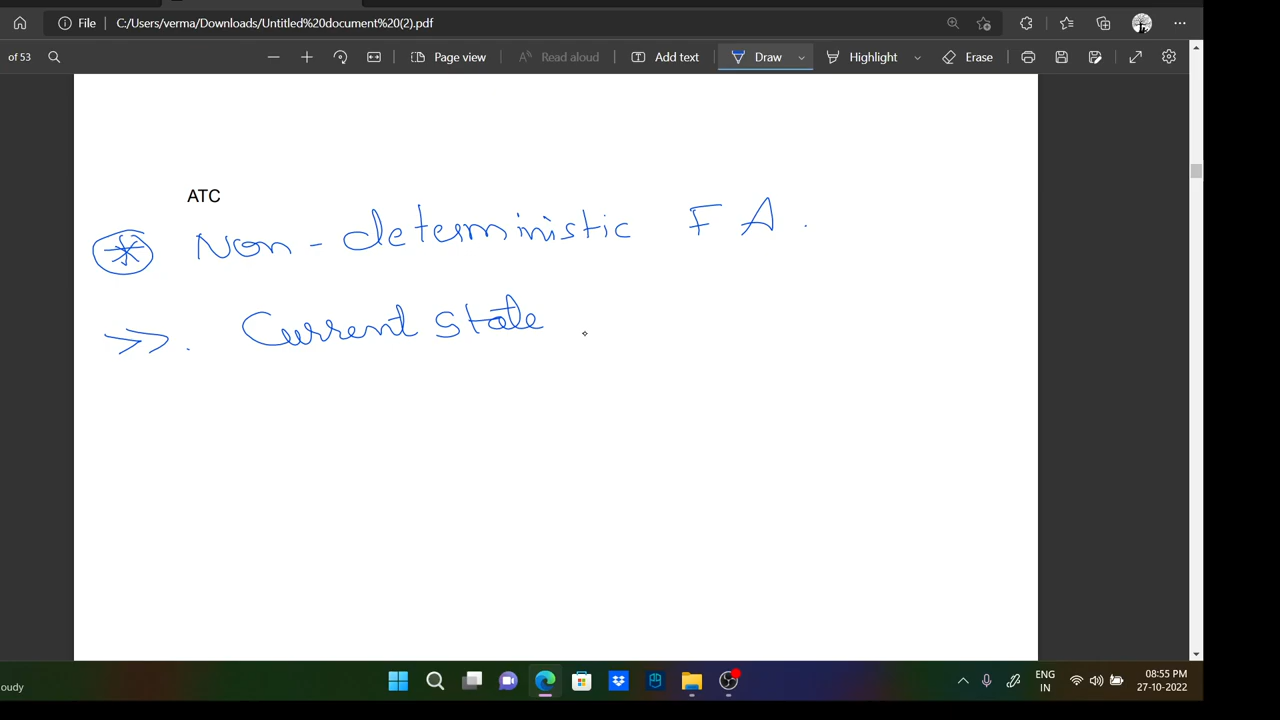 File C:/Users/verma/Downloads/Untitled%20document%20(2).pdf
of 53 Page view Read aloud Add text Draw Highlight Erase
ATC
Non-deterministic F A.
>>. Current state
oudy ENG 08:55 PM
IN 27-10-2022